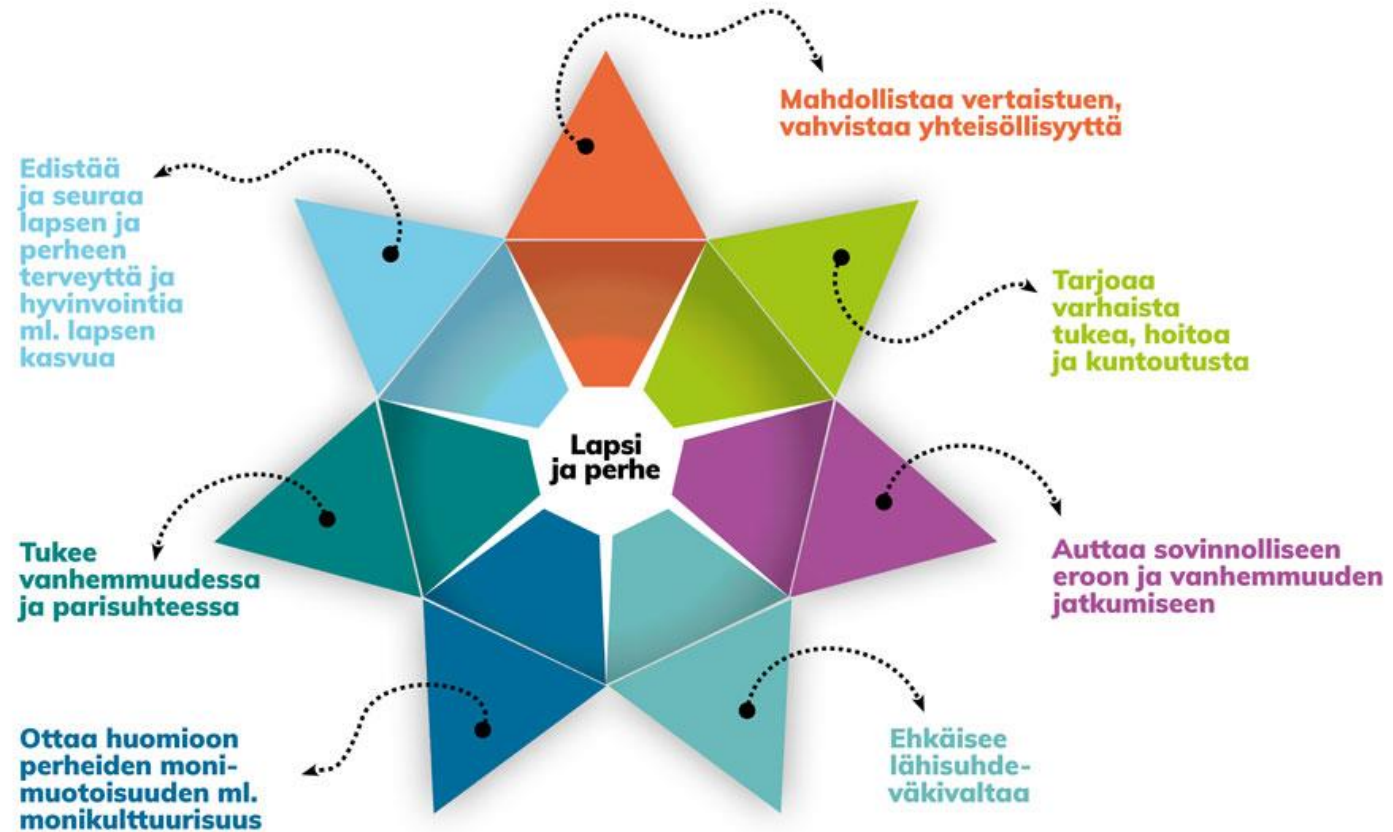 Mahdollistaa vertaistuen,
vahvistaa yhteisöllisyyttä
Edistää
ja seuraa
lapsen ja
perheen
terveyttä ja
hyvinvointia
ml. lapsen
kasvua
Tarjoaa
varhaista
tukea, hoitoa
ja kuntoutusta
Lapsi
ja perhe
Tukee
vanhemmuudessa
ja parisuhteessa
Auttaa sovinnolliseen
eroon ja vanhemmuuden
jatkumiseen
Ottaa huomioon
perheiden moni-
muotoisuuden ml.
monikulttuurisuus
Ehkäisee
lähisuhde-
väkivaltaa